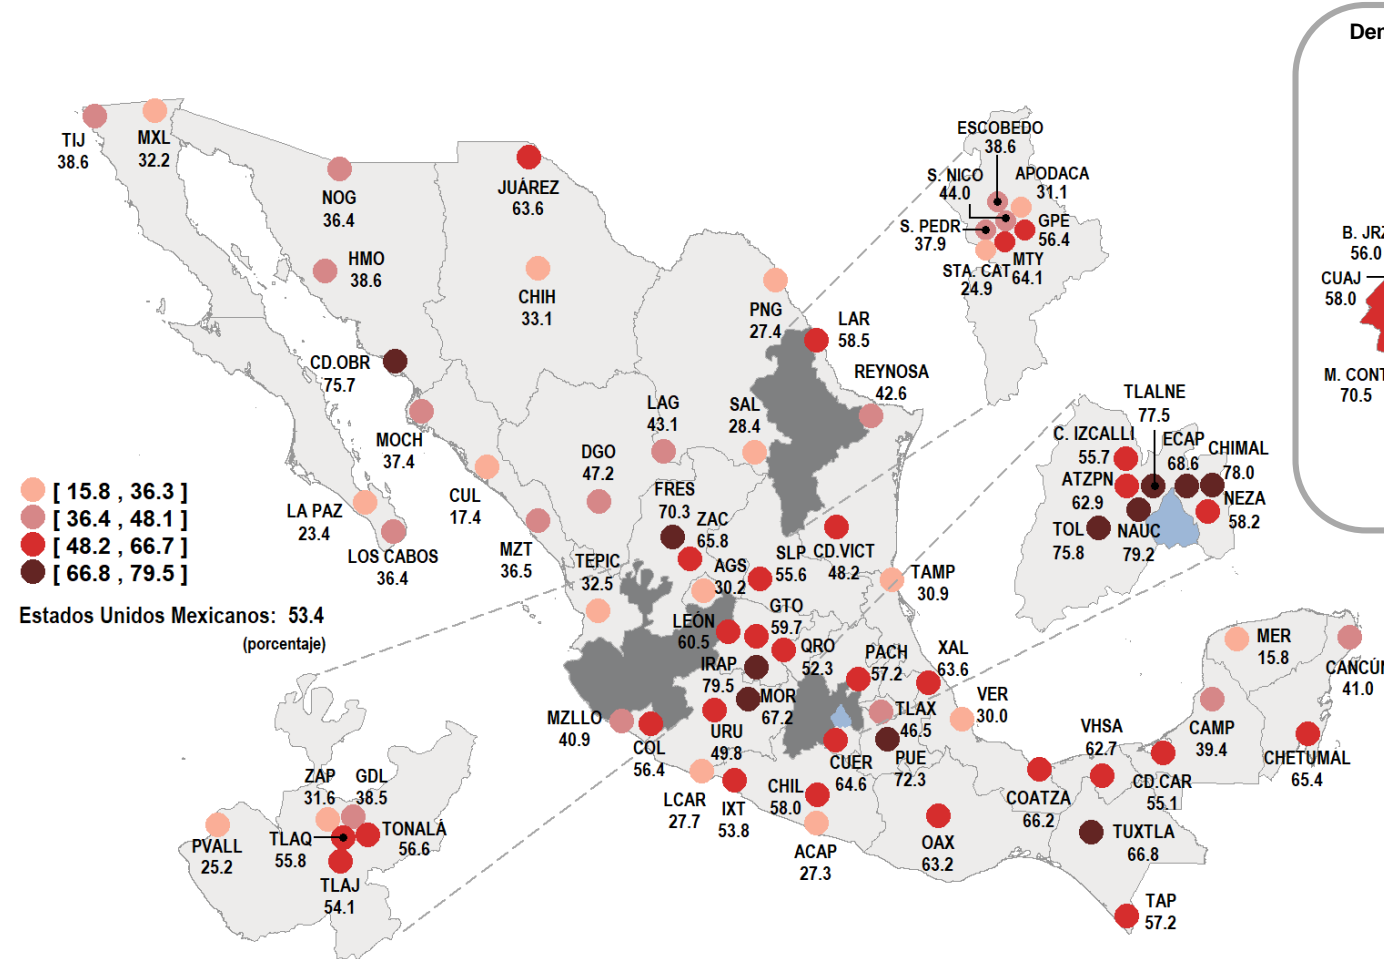 Den
ESCOBEDO
38.6
TIJ
38.6
MXL
32.2
S. NICO
44.0
APODACA
31.1
JUÁREZ
63.6
NOG
36.4
S. PEDR
37.9
GPE
56.4
B. JRZ
56.0
HMO
38.6
MTY
64.1
STA. CAT
24.9
CUAJ
58.0
CHIH
33.1
PNG
27.4
LAR
58.5
CD.OBR
75.7
REYNOSA
42.6
M. CONT
70.5
TLALNE
77.5
LAG
43.1
SAL
28.4
MOCH
37.4
C. IZCALLI
55.7
ECAP
68.6
CHIMAL
78.0
DGO
47.2
ATZPN
62.9
NEZA
58.2
[ 15.8 , 36.3 ]
[ 36.4 , 48.1 ]
[ 48.2 , 66.7 ]
[ 66.8 , 79.5 ]
CUL
17.4
FRES
70.3
LA PAZ
23.4
ZAC
65.8
TOL
75.8
NAUC
79.2
LOS CABOS
36.4
MZT
36.5
SLP
55.6
CD.VICT
48.2
TEPIC
32.5
AGS
30.2
TAMP
30.9
Estados Unidos Mexicanos: 53.4
(porcentaje)
GTO
59.7
LEÓN
60.5
QRO
52.3
PACH
57.2
XAL
63.6
MER
15.8
CANCÚN
41.0
IRAP
79.5
MOR
67.2
VER
30.0
TLAX
46.5
MZLLO
40.9
COL
56.4
URU
49.8
VHSA
62.7
CAMP
39.4
CUER
64.6
PUE
72.3
CHETUMAL
65.4
ZAP
31.6
GDL
38.5
CD.CAR
55.1
LCAR
27.7
IXT
53.8
CHIL
58.0
COATZA
66.2
TONALÁ
56.6
TLAQ
55.8
PVALL
25.2
TUXTLA
66.8
OAX
63.2
ACAP
27.3
TLAJ
54.1
TAP
57.2